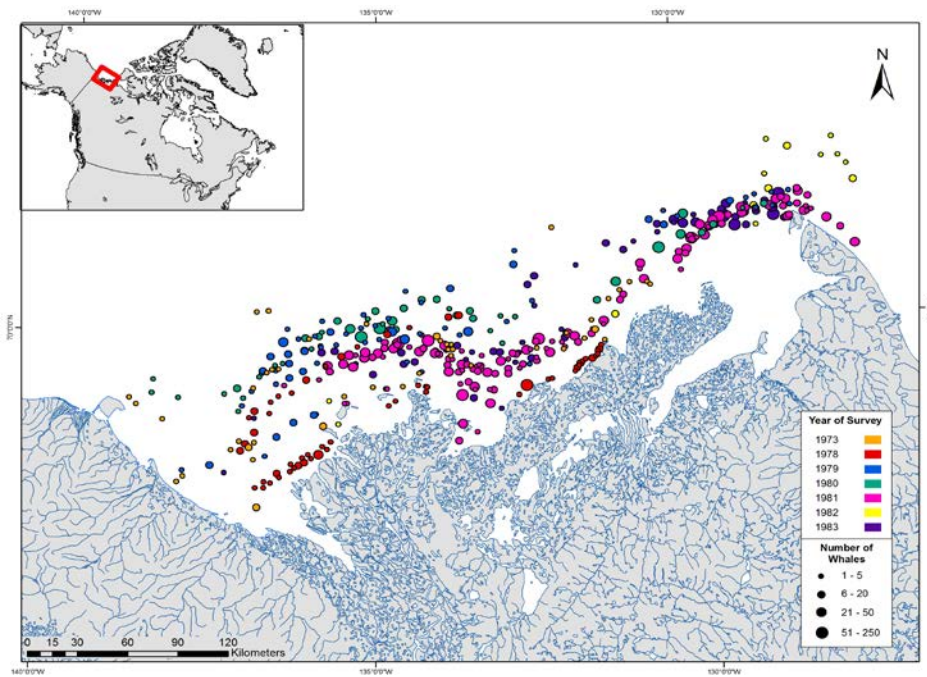 140°0'0"W 135°0'0"W 130°0'0"W
N
70°0'0"N
Year of Survey
1973
1978
1979
1980
1981
1982
1983
Number of
Whales
1 - 5
6 - 20
21 - 50
51 - 250
0 15 30 60 90 120
Kilometers
140°0'0"W 135°0'0"W 130°0'0"W